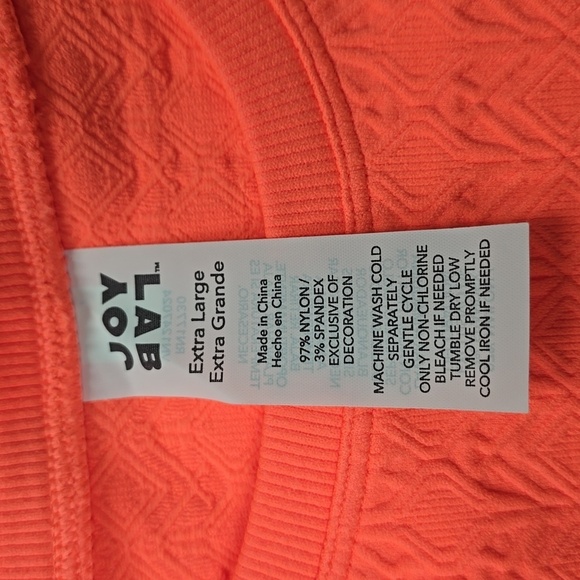 JOY
LAB™
Extra Large
Extra Grande
Made in China
Hecho en China
97% NYLON /
3% SPANDEX
EXCLUSIVE OF
DECORATION
MACHINE WASH COLD
SEPARATELY
GENTLE CYCLE
ONLY NON-CHLORINE
BLEACH IF NEEDED
TUMBLE DRY LOW
REMOVE PROMPTLY
COOL IRON IF NEEDED